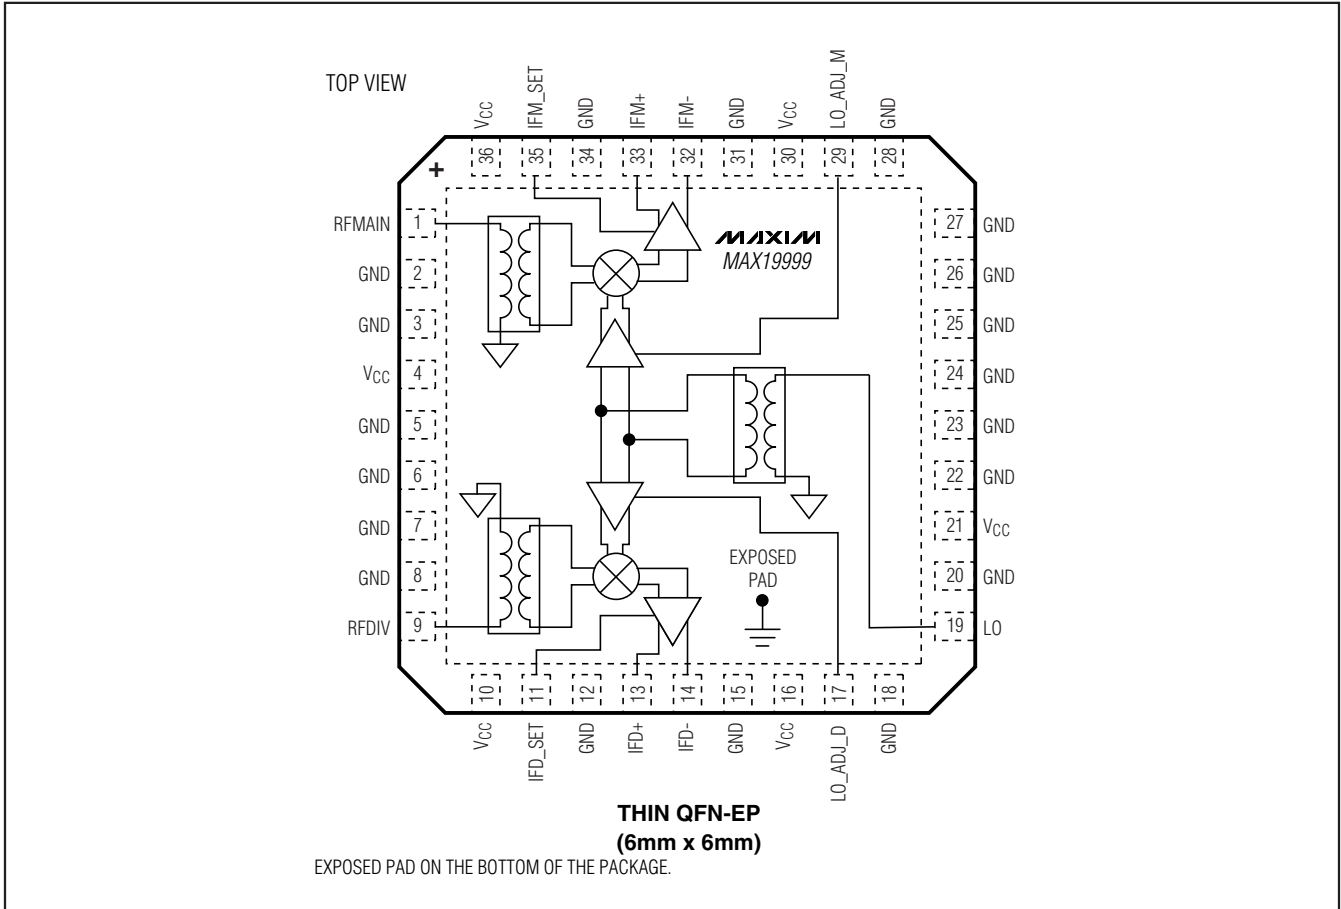 TOP VIEW
VCC
IFM_SET
GND
IFM+
IFM-
GND
VCC
LO_ADJ_M
GND
36
35
34
33
32
31
30
29
28
+
RFMAIN 1
GND 2
GND 3
VCC 4
GND 5
GND 6
GND 7
GND 8
RFDIV 9
MAXIM
MAX19999
27 GND
26 GND
25 GND
24 GND
23 GND
22 GND
21 VCC
20 GND
19 LO
EXPOSED
PAD
10
11
12
13
14
15
16
17
18
VCC
IFD_SET
GND
IFD+
IFD-
GND
VCC
LO_ADJ_D
GND
THIN QFN-EP
(6mm x 6mm)
EXPOSED PAD ON THE BOTTOM OF THE PACKAGE.